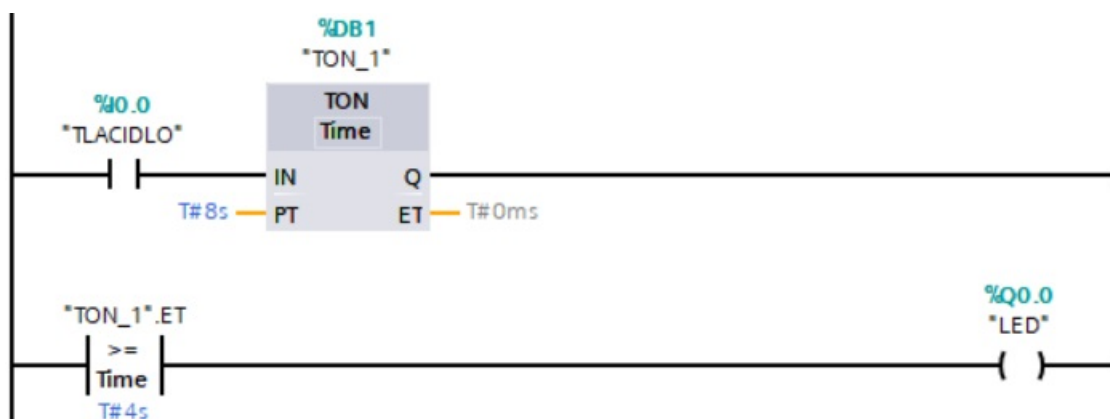 %DB1
"TON_1"
TON
Time
%I0.0
"TLACIDLO"
IN
Q
T#8s
PT
ET
T#0ms
"TON_1".ET
>=
Time
T#4s
%Q0.0
"LED"